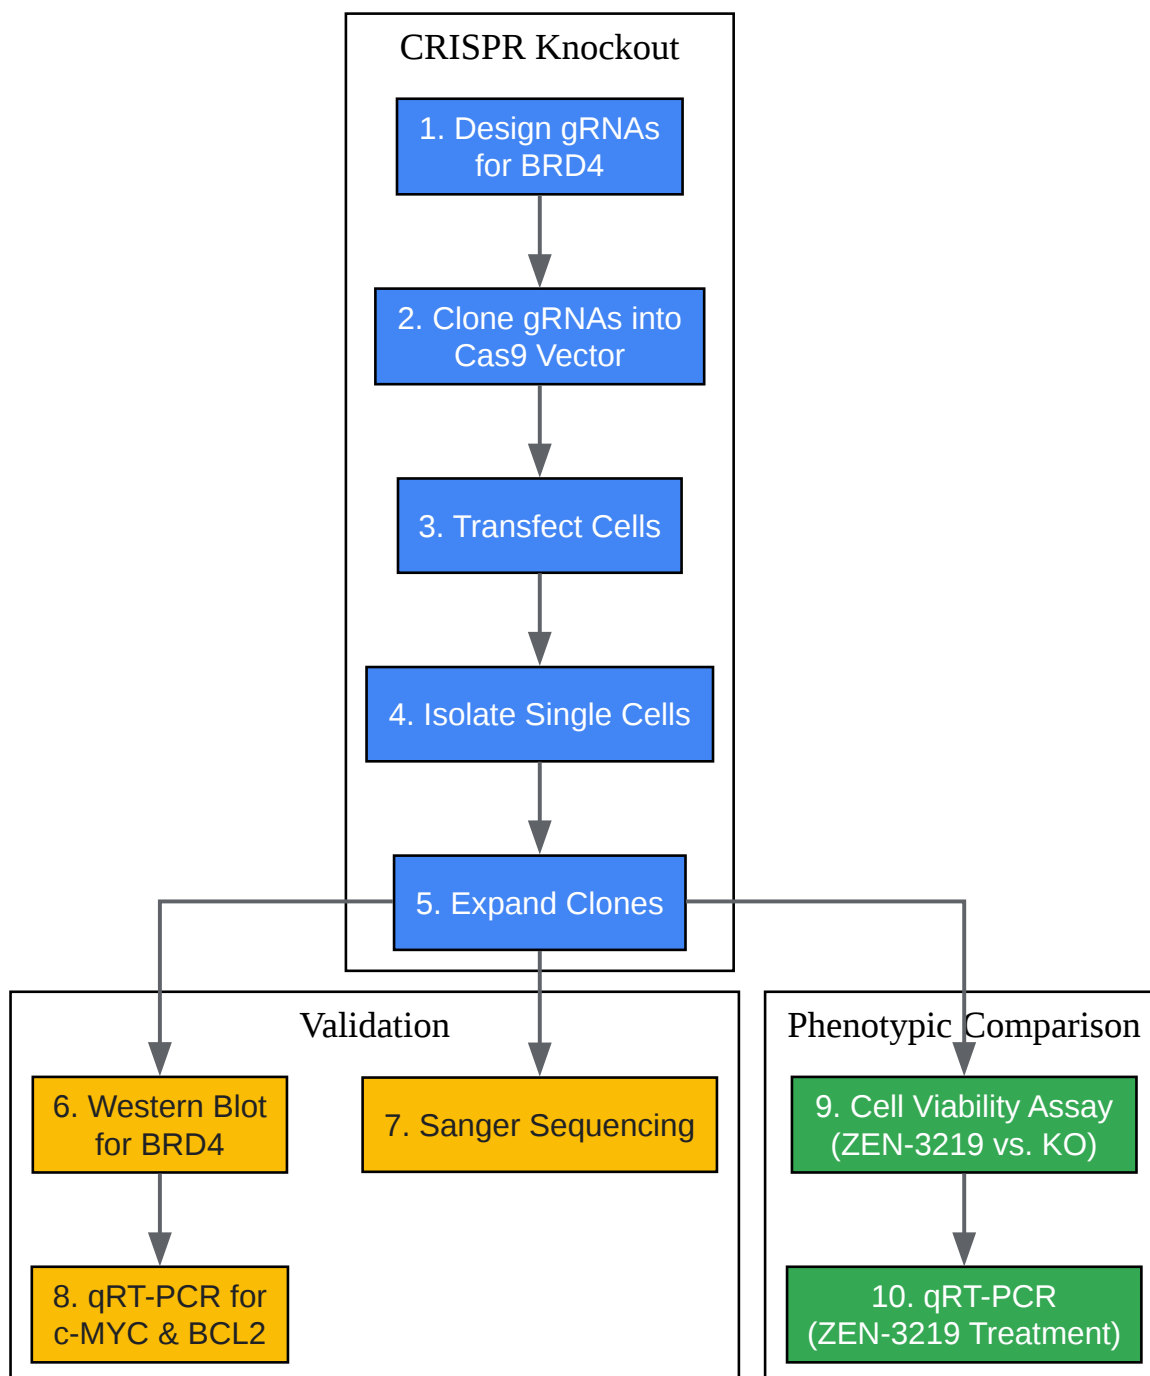 CRISPR Knockout
1. Design gRNAs
for BRD4
2. Clone gRNAs into
Cas9 Vector
3. Transfect Cells
4. Isolate Single Cells
5. Expand Clones
Validation
6. Western Blot
for BRD4
7. Sanger Sequencing
8. qRT-PCR for
c-MYC & BCL2
Phenotypic Comparison
9. Cell Viability Assay
(ZEN-3219 vs. KO)
10. qRT-PCR
(ZEN-3219 Treatment)